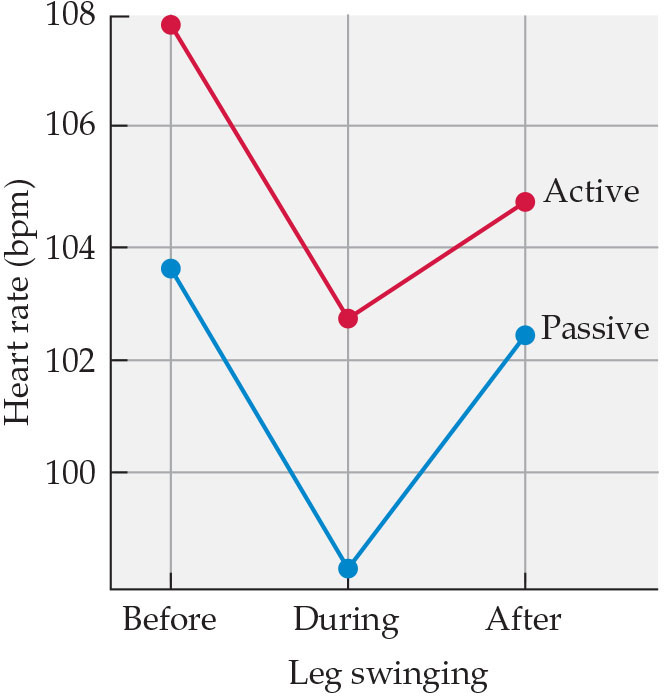 108
106
104
102
100
Heart rate (bpm)
Active
Passive
Before During After
Leg swinging